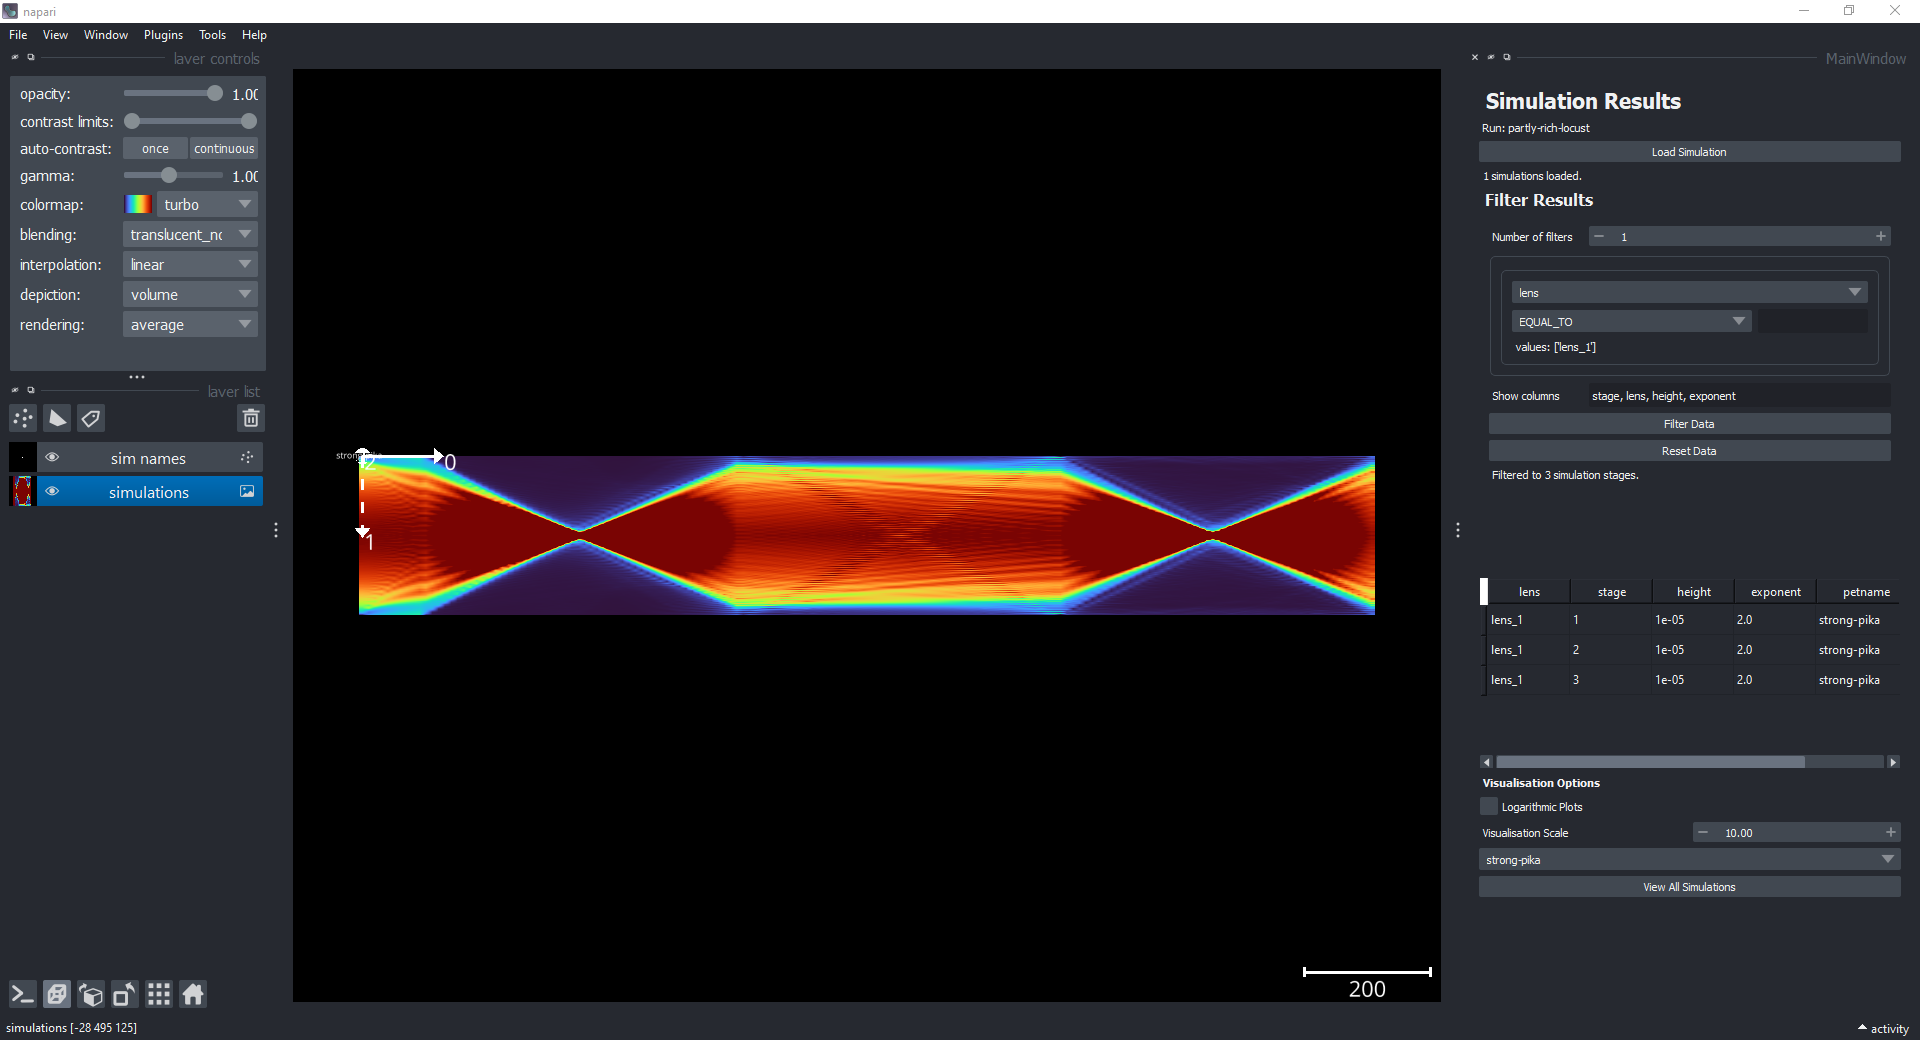 napari
File View Window Plugins Tools Help
layer controls
opacity: 1.00
contrast limits:
auto-contrast: once continuous
gamma: 1.00
colormap: turbo
blending: translucent_no
interpolation: linear
depiction: volume
rendering: average
layer list
sim names
simulations
0
2
1
200
simulations [-28 495 125]
MainWindow
Simulation Results
Run: partly-rich-locust
Load Simulation
1 simulations loaded.
Filter Results
Number of filters 1
lens
EQUAL_TO
values: ['lens_1']
Show columns stage, lens, height, exponent
Filter Data
Reset Data
Filtered to 3 simulation stages.
lens stage height exponent petname
lens_1 1 1e-05 2.0 strong-pika
lens_1 2 1e-05 2.0 strong-pika
lens_1 3 1e-05 2.0 strong-pika
Visualisation Options
Logarithmic Plots
Visualisation Scale 10.00
strong-pika
View All Simulations
activity